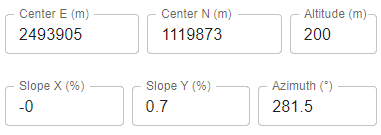 Center E (m) Center N (m) Altitude (m)
2493905 1119873 200
Slope X (%) Slope Y (%) Azimuth (°)
-0 0.7 281.5